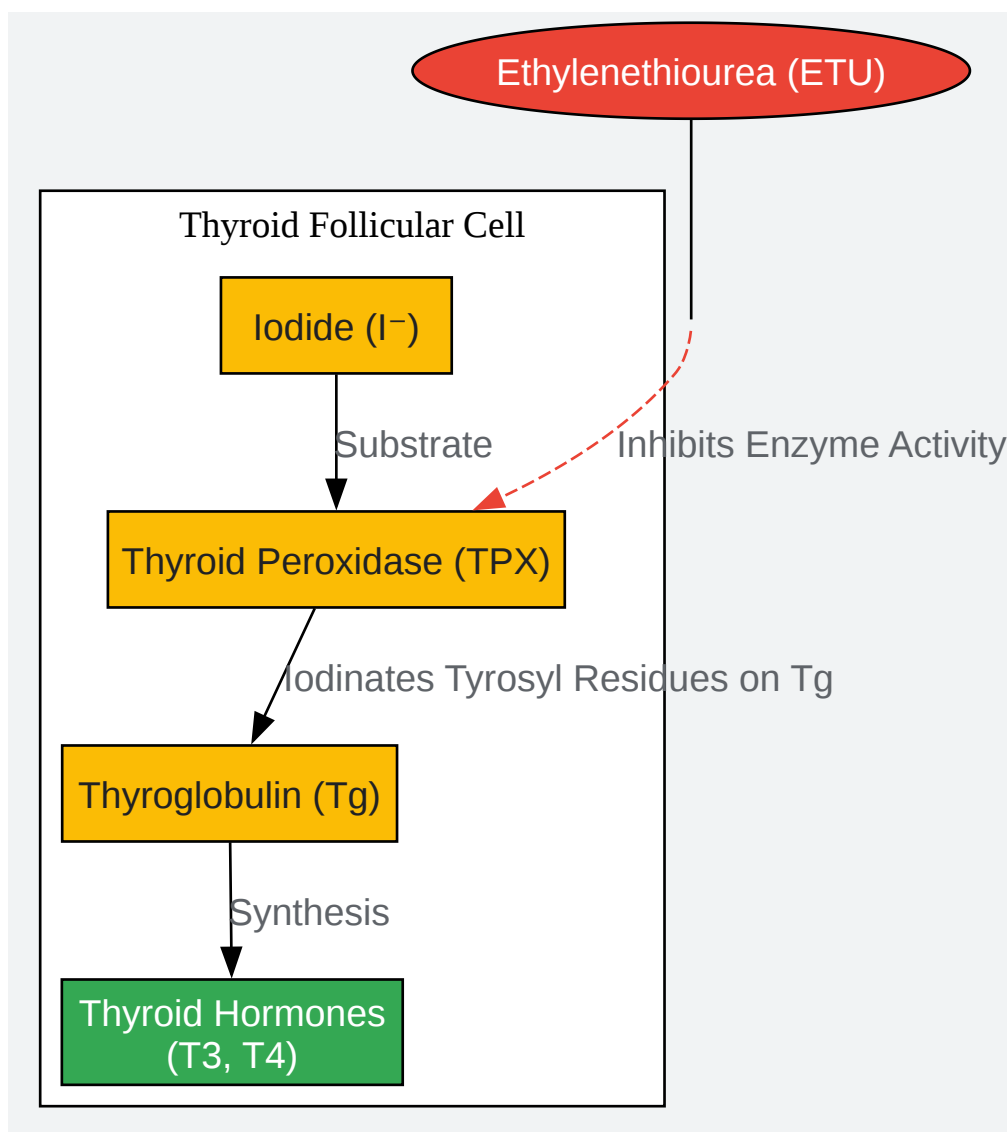 Ethylenethiourea (ETU)
Thyroid Follicular Cell
Iodide (I⁻)
Substrate
Inhibits Enzyme Activity
Thyroid Peroxidase (TPX)
Iodinates Tyrosyl Residues on Tg
Thyroglobulin (Tg)
Synthesis
Thyroid Hormones
(T3, T4)